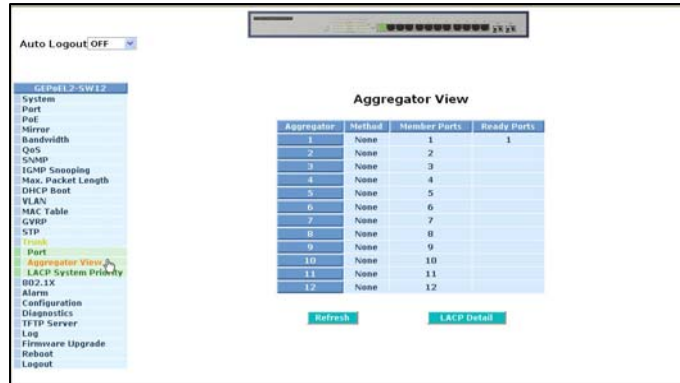 Auto Logout OFF
GEPoEL2-SW12
System
Port
PoE
Mirror
Bandwidth
QoS
SNMP
IGMP Snooping
Max. Packet Length
DHCP Boot
VLAN
MAC Table
GVRP
STP
Trunk
Port
Aggregator View
LACP System Priority
802.1X
Alarm
Configuration
Diagnostics
TFTP Server
Log
Firmware Upgrade
Reboot
Logout
Aggregator View
Aggregator Method Member Ports Ready Ports
1 None 1 1
2 None 2
3 None 3
4 None 4
5 None 5
6 None 6
7 None 7
8 None 8
9 None 9
10 None 10
11 None 11
12 None 12
Refresh LACP Detail